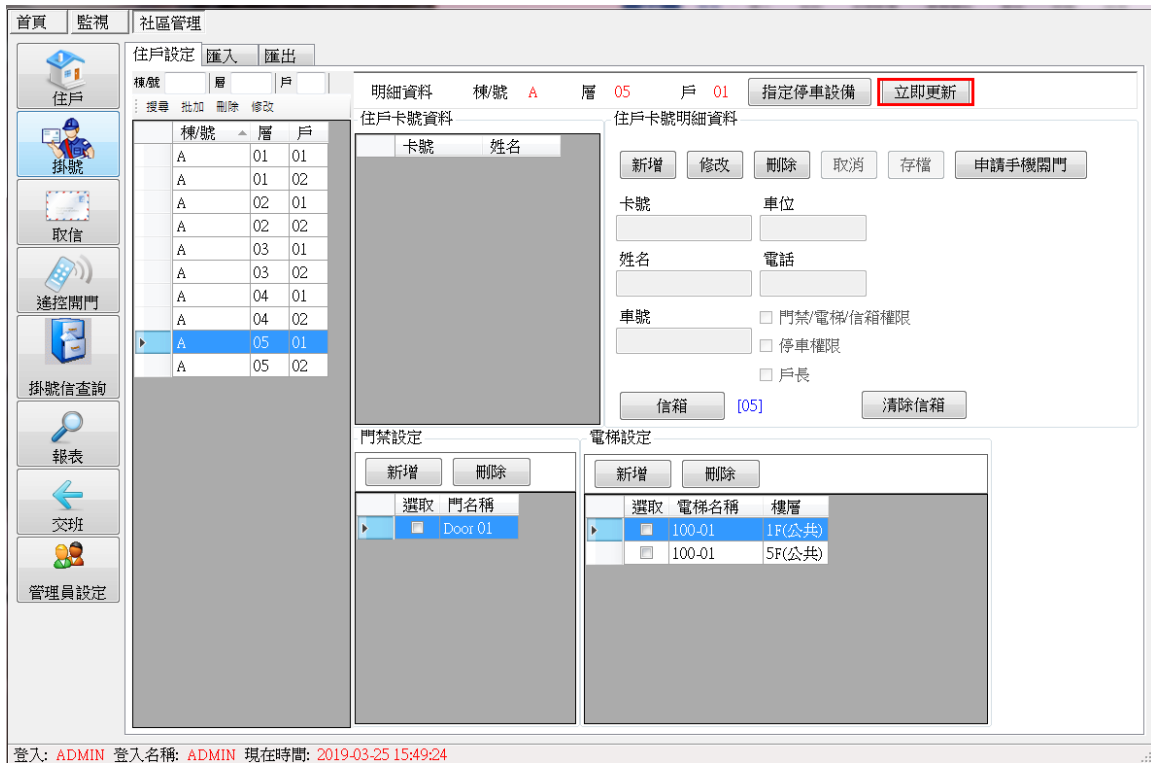 首頁 監視 社區管理
住戶
掛號
取信
遙控開門
掛號信查詢
報表
交班
管理員設定
住戶設定 匯入 匯出
棟/號 層 戶
搜尋 批加 刪除 修改
棟/號 層 戶
A 01 01
A 01 02
A 02 01
A 02 02
A 03 01
A 03 02
A 04 01
A 04 02
A 05 01
A 05 02
明細資料 棟/號 A 層 05 戶 01 指定停車設備 立即更新
住戶卡號資料
卡號 姓名
住戶卡號明細資料
新增 修改 刪除 取消 存檔 申請手機開門
卡號 車位
姓名 電話
車號
門禁/電梯/信箱權限
停車權限
戶長
信箱 [05] 清除信箱
門禁設定
新增 刪除
選取 門名稱
Door 01
電梯設定
新增 刪除
選取 電梯名稱 樓層
100-01 1F(公共)
100-01 5F(公共)
登入: ADMIN 登入名稱: ADMIN 現在時間: 2019-03-25 15:49:24